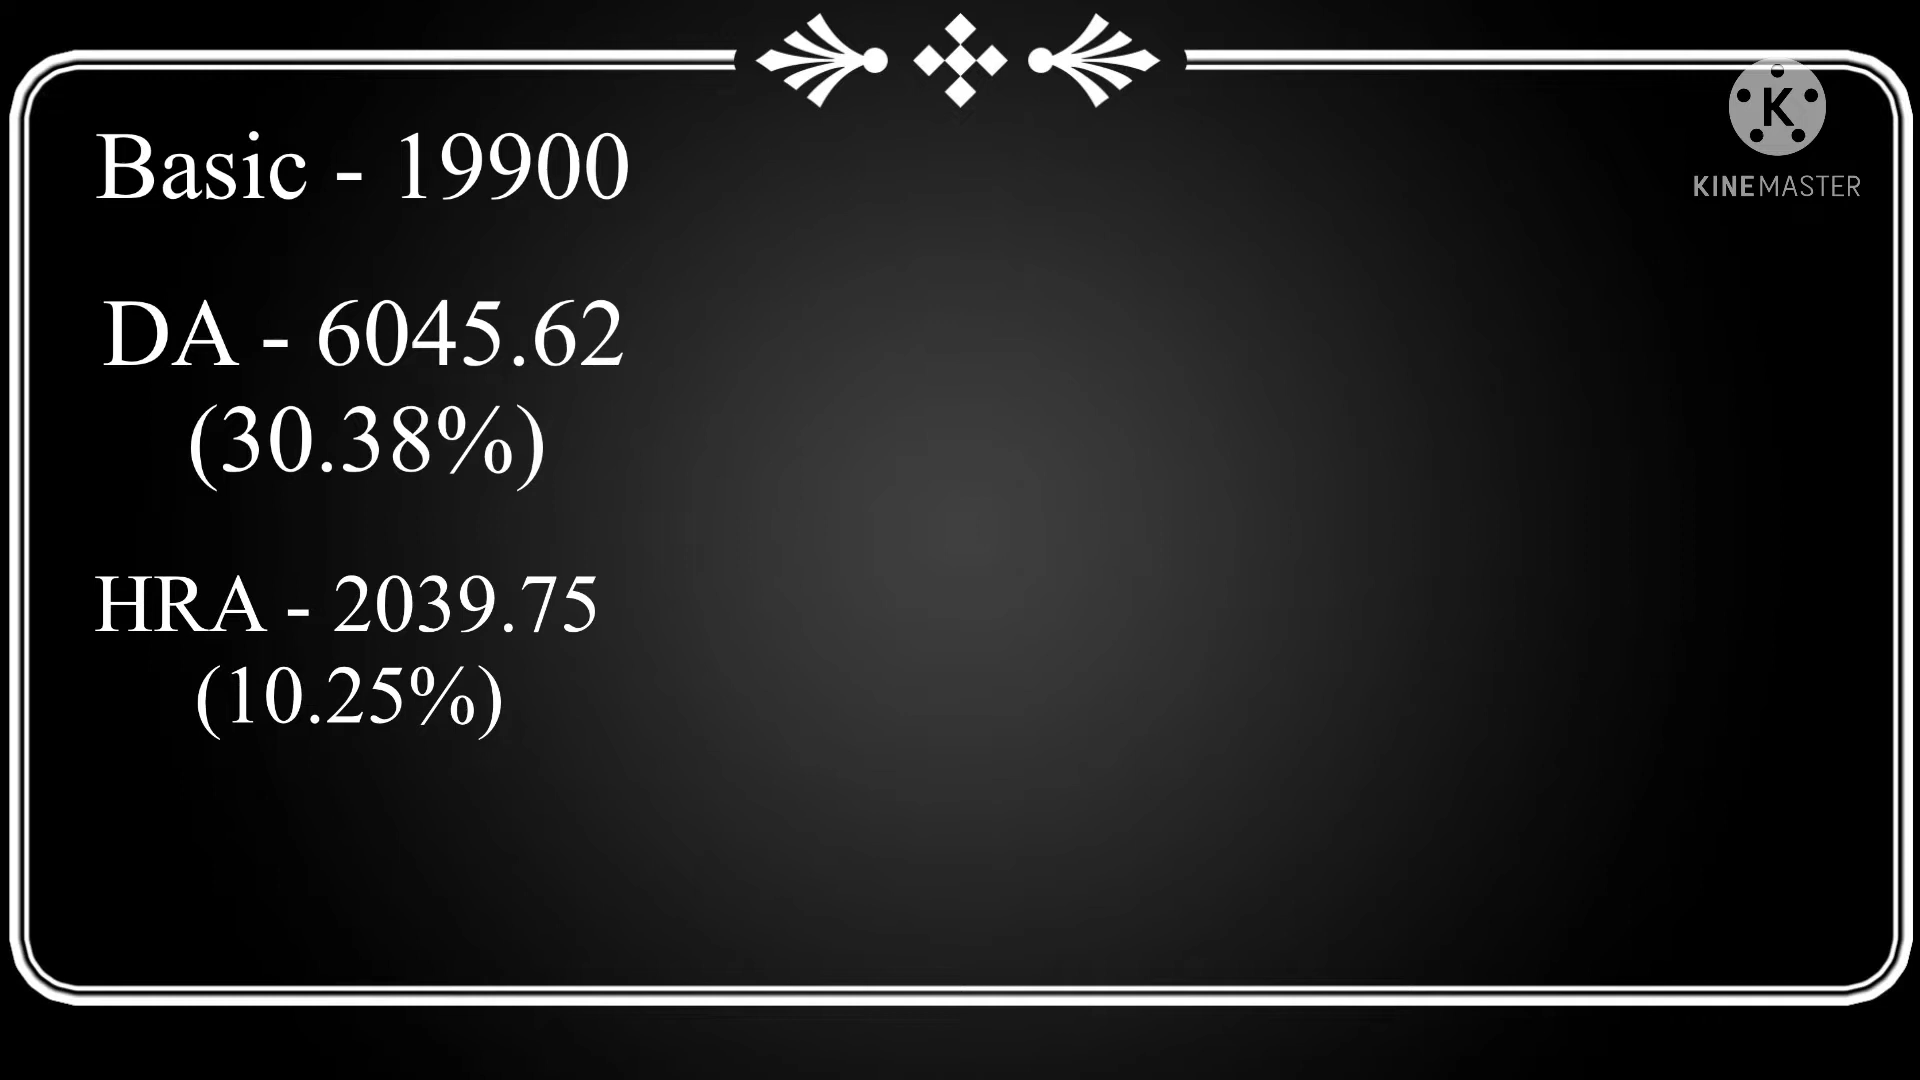 Basic - 19900
DA - 6045.62
(30.38%)
HRA - 2039.75
(10.25%)
K
KINEMASTER